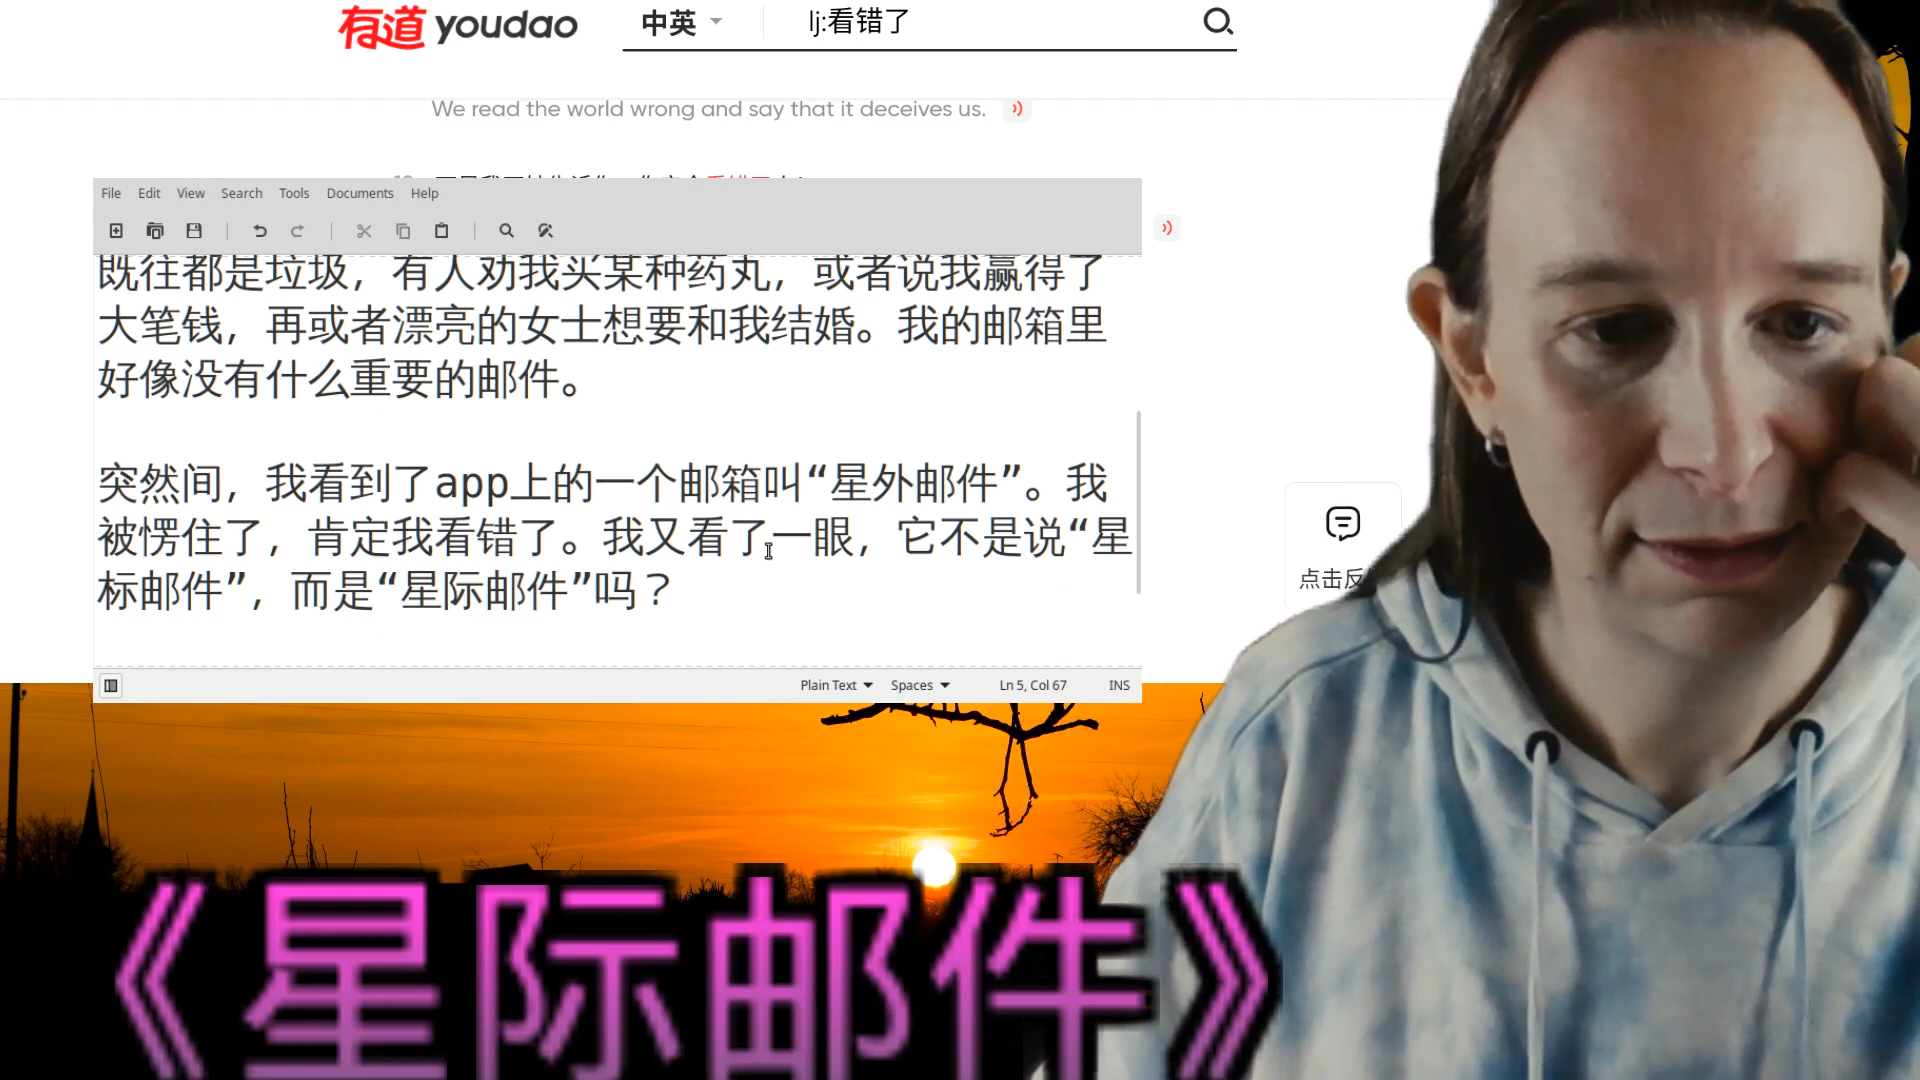 有道 youdao
中英
lj:看错了
We read the world wrong and say that it deceives us.
File Edit View Search Tools Documents Help
既往都是垃圾，有人劝我买某种药丸，或者说我赢得了
大笔钱，再或者漂亮的女士想要和我结婚。我的邮箱里
好像没有什么重要的邮件。
突然间，我看到了app上的一个邮箱叫“星外邮件”。我
被愣住了，肯定我看错了。我又看了一眼，它不是说“星
标邮件”，而是“星际邮件”吗？
点击反
Plain Text Spaces Ln 5, Col 67 INS
《星际邮件》